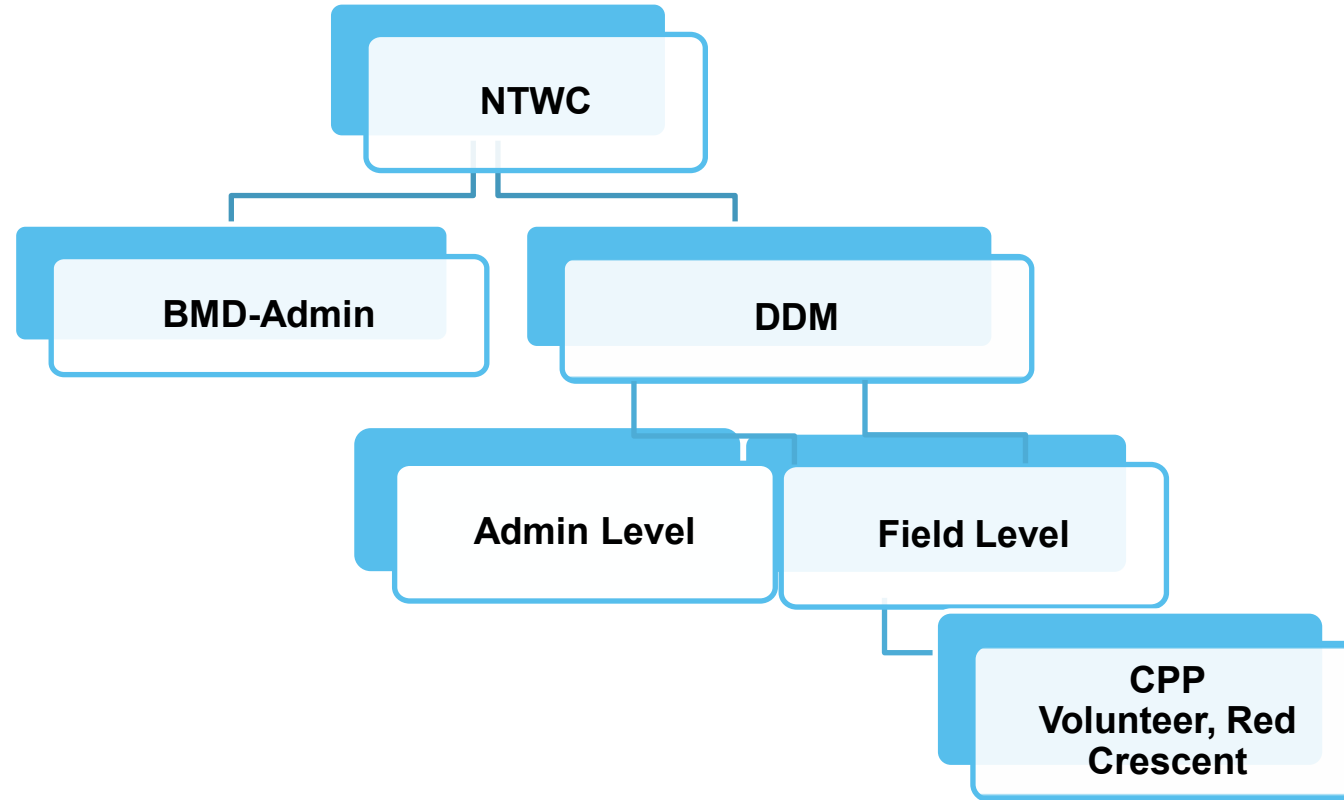 NTWC
BMD-Admin
DDM
Admin Level
Field Level
CPP
Volunteer, Red
Crescent